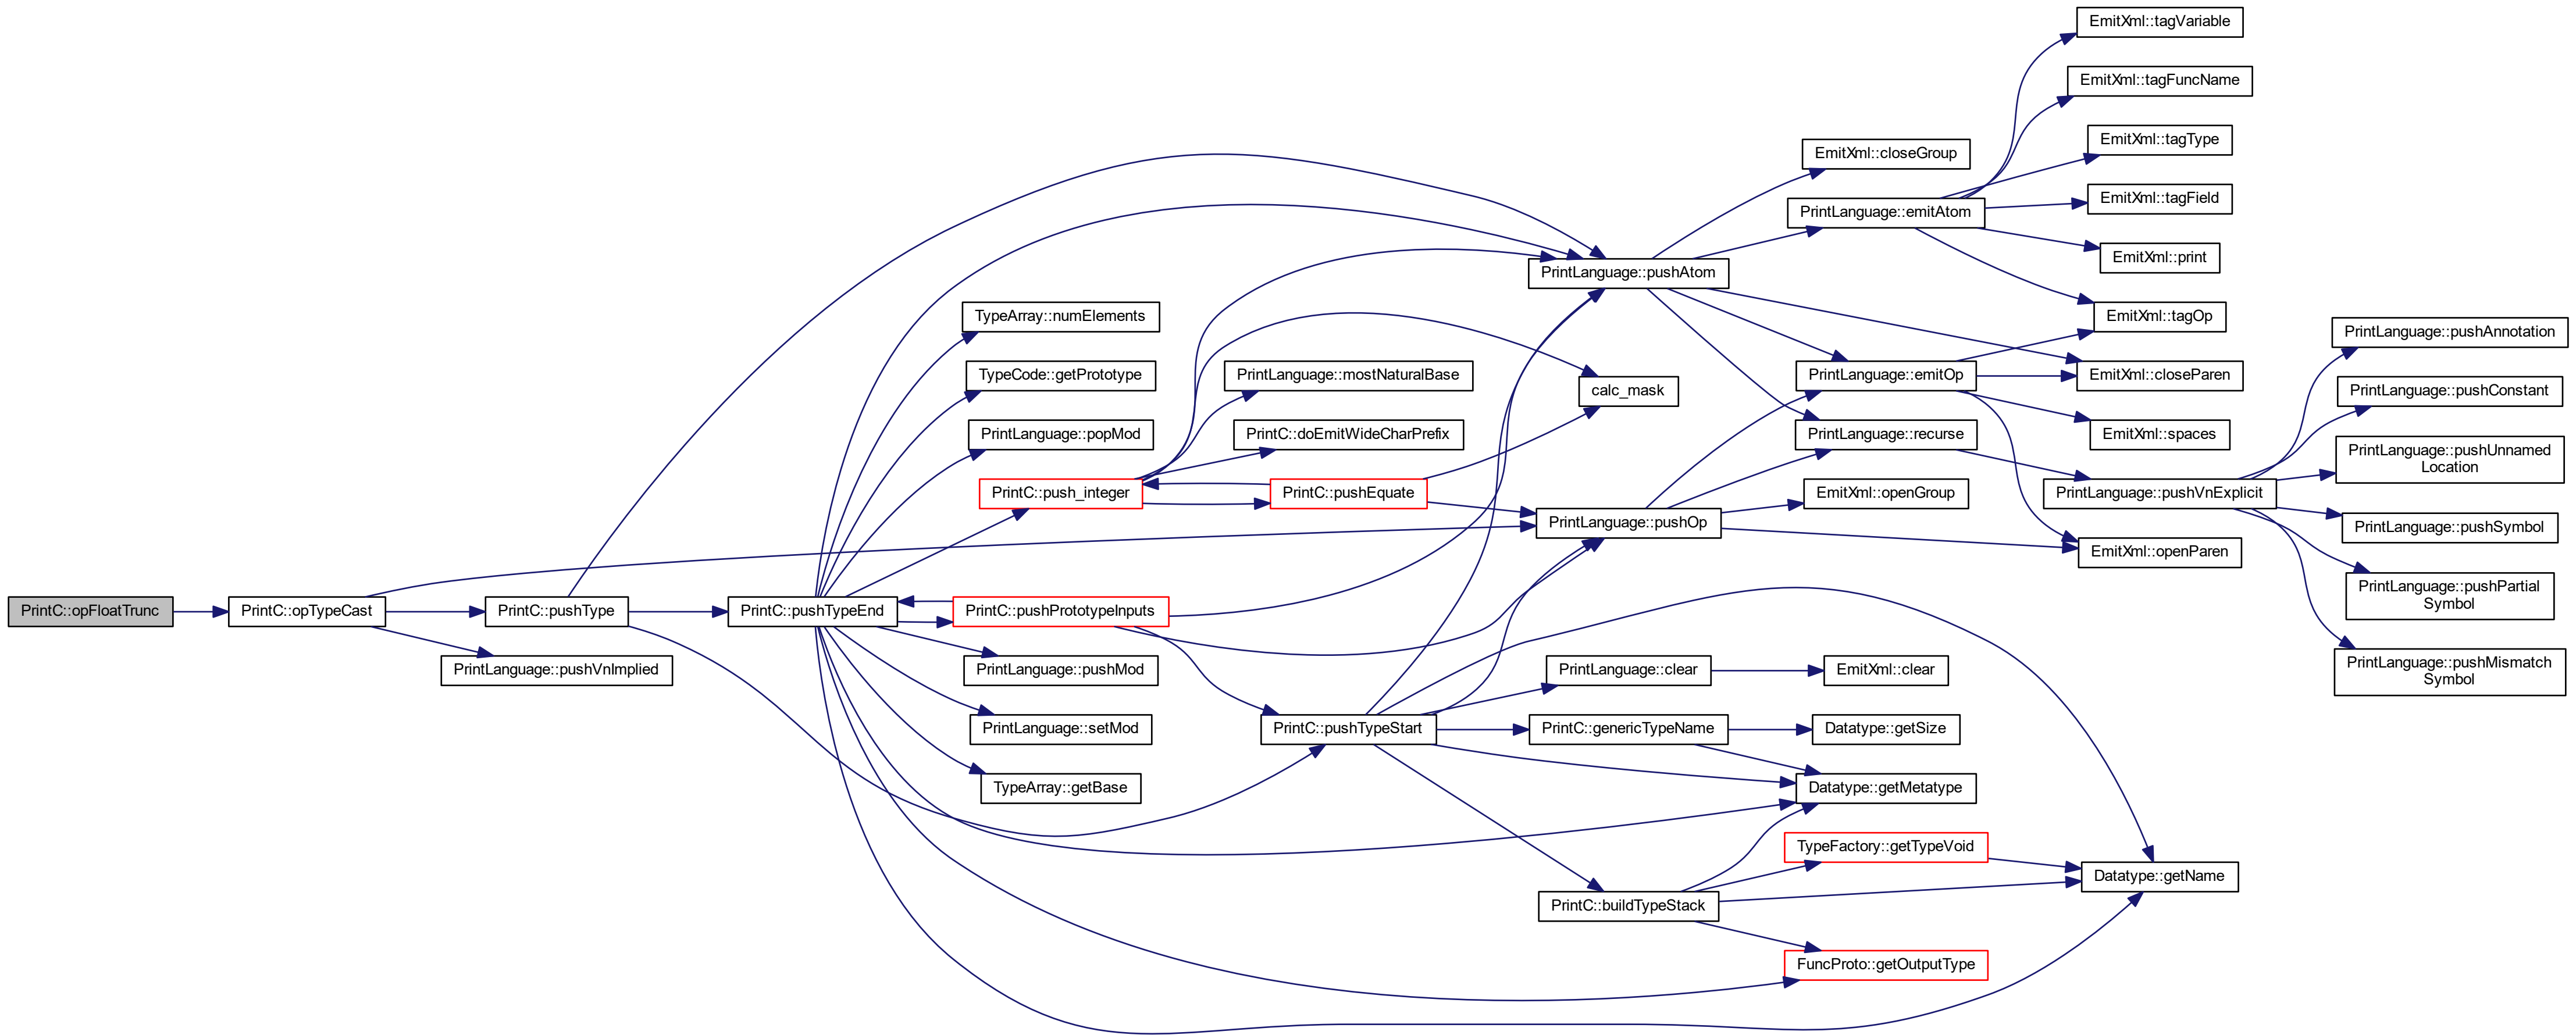 PrintC::opFloatTrunc
PrintC::opTypeCast
PrintC::pushType
PrintLanguage::pushVnImplied
PrintC::pushTypeEnd
TypeArray::numElements
TypeCode::getPrototype
PrintLanguage::popMod
PrintC::push_integer
PrintC::pushPrototypeInputs
PrintLanguage::pushMod
PrintLanguage::setMod
TypeArray::getBase
PrintLanguage::mostNaturalBase
PrintC::doEmitWideCharPrefix
PrintC::pushEquate
PrintC::pushTypeStart
PrintLanguage::pushAtom
calc_mask
PrintLanguage::pushOp
PrintLanguage::clear
PrintC::genericTypeName
PrintC::buildTypeStack
EmitXml::closeGroup
PrintLanguage::emitAtom
PrintLanguage::emitOp
PrintLanguage::recurse
EmitXml::openGroup
EmitXml::clear
Datatype::getSize
Datatype::getMetatype
TypeFactory::getTypeVoid
FuncProto::getOutputType
EmitXml::tagVariable
EmitXml::tagFuncName
EmitXml::tagType
EmitXml::tagField
EmitXml::print
EmitXml::tagOp
EmitXml::closeParen
EmitXml::spaces
PrintLanguage::pushVnExplicit
EmitXml::openParen
Datatype::getName
PrintLanguage::pushAnnotation
PrintLanguage::pushConstant
PrintLanguage::pushUnnamed
Location
PrintLanguage::pushSymbol
PrintLanguage::pushPartial
Symbol
PrintLanguage::pushMismatch
Symbol